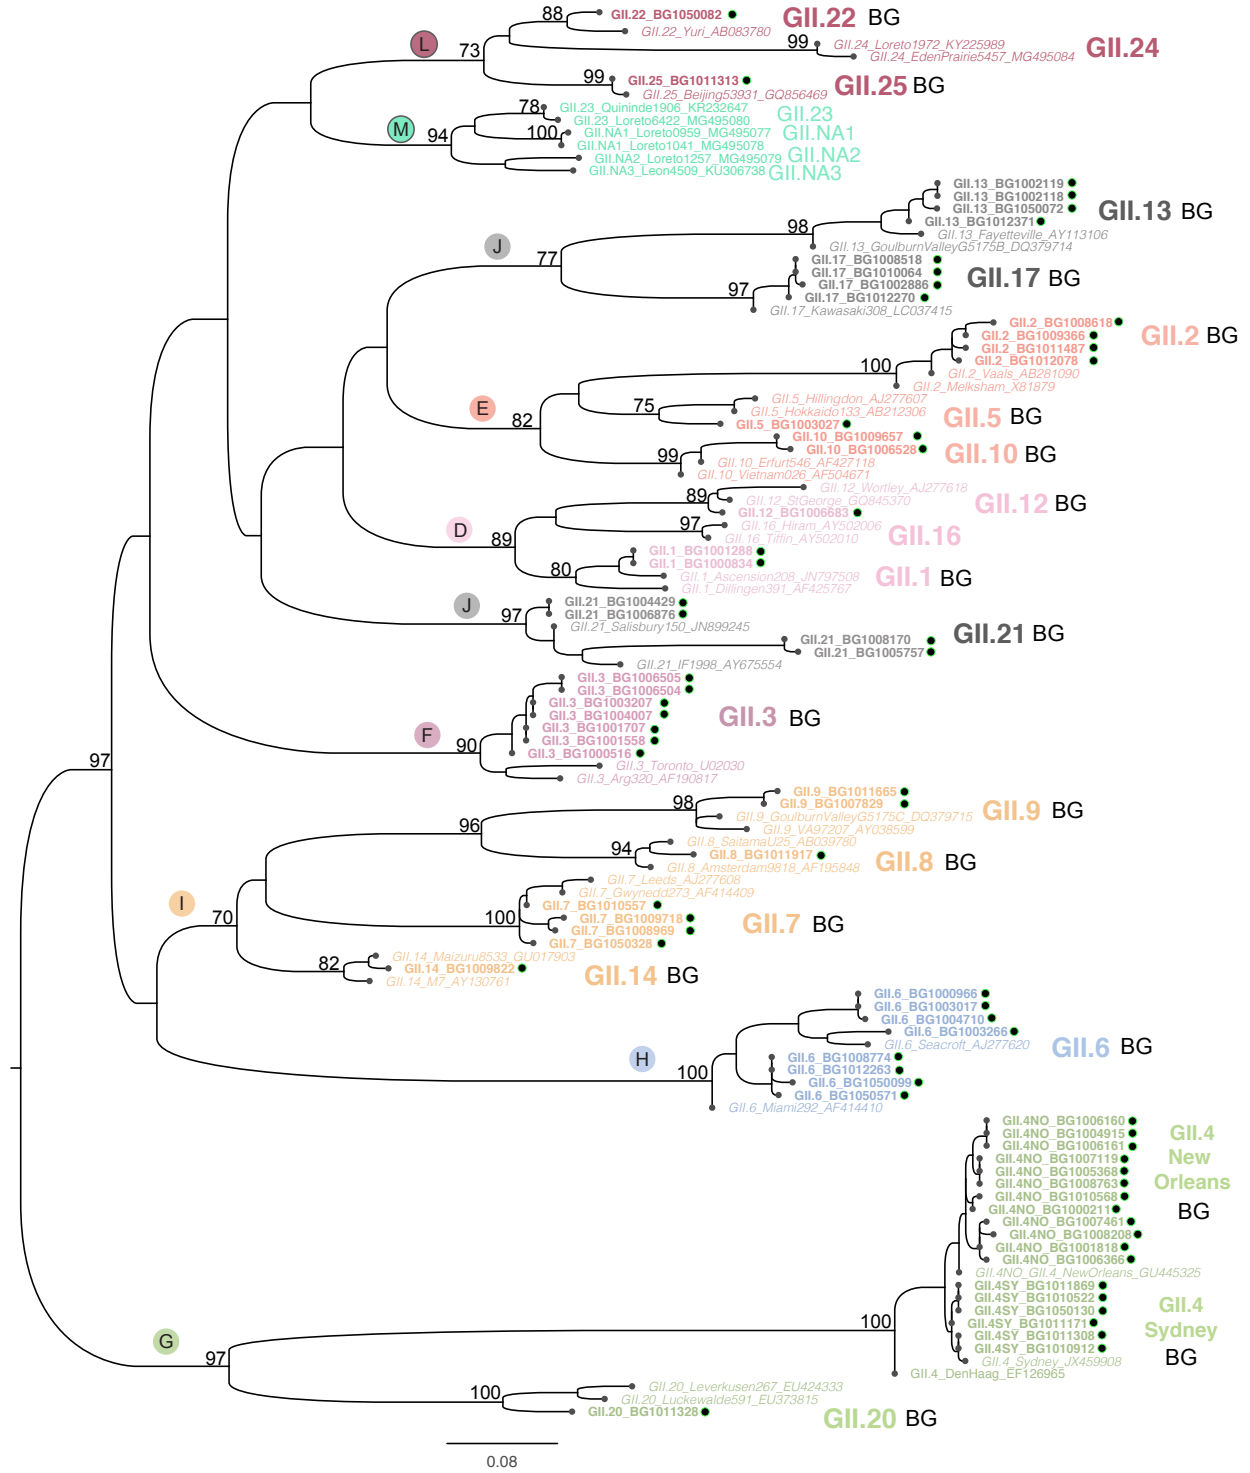 88
GII.22_BG1050082
GII.22 BG
GII.22_Yuri_AB083780
L
73
99
GII.24_Loreto1972_KY225989
GII.24
GII.24_EdenPrairie5457_MG495084
99
GII.25_BG1011313
GII.25 BG
GII.25_Beijing53931_GQ856469
78
GII.23_Quininde1906_KR232647
GII.23
GII.23_Loreto6422_MG495080
M
94
100
GII.NA1_Loreto0959_MG495077
GII.NA1
GII.NA1_Loreto1041_MG495078
GII.NA2_Loreto1257_MG495079
GII.NA2
GII.NA3_Leon4509_KU306738
GII.NA3
GII.13_BG1002119
GII.13_BG1002118
GII.13_BG1050072
GII.13 BG
98
GII.13_BG1012371
GII.13_Fayetteville_AY113106
GII.13_GoulburnValleyG5175B_DQ379714
J
77
GII.17_BG1008518
GII.17_BG1010064
GII.17 BG
97
GII.17_BG1002886
GII.17_BG1012270
GII.17_Kawasaki308_LC037415
GII.2_BG1008618
GII.2_BG1009366
GII.2 BG
GII.2_BG1011487
100
GII.2_BG1012078
GII.2_Vaals_AB281090
GII.2_Melksham_X81879
E
82
75
GII.5_Hillingdon_AJ277607
GII.5_Hokkaido133_AB212306
GII.5 BG
GII.5_BG1003027
GII.10_BG1009657
GII.10_BG1006528
GII.10 BG
99
GII.10_Erfurt546_AF427118
GII.10_Vietnam026_AF504671
GII.12_Wortley_AJ277618
89
GII.12_StGeorge_GQ845370
GII.12 BG
GII.12_BG1006683
D
89
97
GII.16_Hiram_AY502006
GII.16
GII.16_Tiffin_AY502010
GII.1_BG1001288
GII.1_BG1000834
80
GII.1_Ascension208_JN797508
GII.1 BG
GII.1_Dillingen391_AF425767
J
97
GII.21_BG1004429
GII.21_BG1006876
GII.21_Salisbury150_JN899245
GII.21 BG
GII.21_BG1008170
GII.21_BG1005757
GII.21_IF1998_AY675554
GII.3_BG1006505
GII.3_BG1006504
GII.3_BG1003207
GII.3_BG1004007
GII.3 BG
GII.3_BG1001707
F
90
GII.3_BG1001558
GII.3_BG1000516
97
GII.3_Toronto_U02030
GII.3_Arg320_AF190817
GII.9_BG1011665
98
GII.9_BG1007829
GII.9 BG
GII.9_GoulburnValleyG5175C_DQ379715
96
GII.9_VA97207_AY038599
GII.8_SaitamaU25_AB039780
94
GII.8_BG1011917
GII.8 BG
GII.8_Amsterdam9818_AF195848
GII.7_Leeds_AJ277608
GII.7_Gwynedd273_AF414409
I
70
GII.7_BG1010557
100
GII.7_BG1009718
GII.7 BG
GII.7_BG1008969
GII.7_BG1050328
GII.14_Maizuru8533_GU017903
82
GII.14_BG1009822
GII.14 BG
GII.14_M7_AY130761
GII.6_BG1000966
GII.6_BG1003017
GII.6_BG1004710
GII.6_BG1003266
GII.6_Seacroft_AJ277620
GII.6 BG
H
100
GII.6_BG1008774
GII.6_BG1012263
GII.6_BG1050099
GII.6_BG1050571
GII.6_Miami292_AF414410
GII.4NO_BG1006160
GII.4NO_BG1004915
GII.4
GII.4NO_BG1006161
GII.4NO_BG1007119
New
GII.4NO_BG1005368
GII.4NO_BG1008763
Orleans
GII.4NO_BG1010568
GII.4NO_BG1000211
BG
GII.4NO_BG1007461
GII.4NO_BG1008208
GII.4NO_BG1001818
GII.4NO_BG1006366
GII.4NO_GII.4_NewOrleans_GU445325
GII.4SY_BG1011869
GII.4SY_BG1010522
GII.4
GII.4SY_BG1050130
100
GII.4SY_BG1011171
Sydney
GII.4SY_BG1011308
GII.4SY_BG1010912
BG
GII.4_Sydney_JX459908
GII.4_DenHaag_EF126965
G
97
100
GII.20_Leverkusen267_EU424333
GII.20_Luckewalde591_EU373815
GII.20_BG1011328
GII.20 BG
0.08